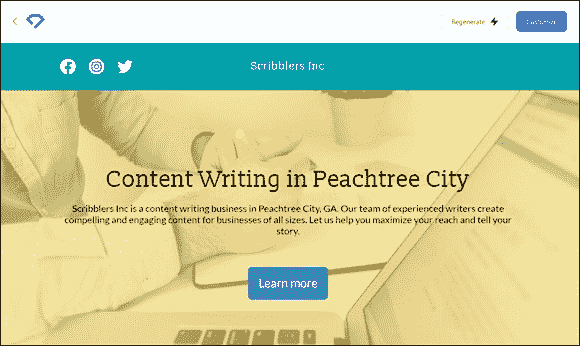 Regenerate
Scribblers Inc
Content Writing in Peachtree City
Scribblers Inc is a content writing business in Peachtree City, GA. Our team of experienced writers create
compelling and engaging content for businesses of all sizes. Let us help you maximize your reach and tell your
story.
Learn more